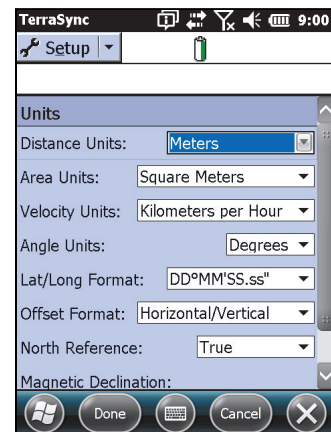 TerraSync 9:00
Setup
Units
Distance Units: Meters
Area Units: Square Meters
Velocity Units: Kilometers per Hour
Angle Units: Degrees
Lat/Long Format: DD°MM'SS.ss"
Offset Format: Horizontal/Vertical
North Reference: True
Magnetic Declination:
Done Cancel